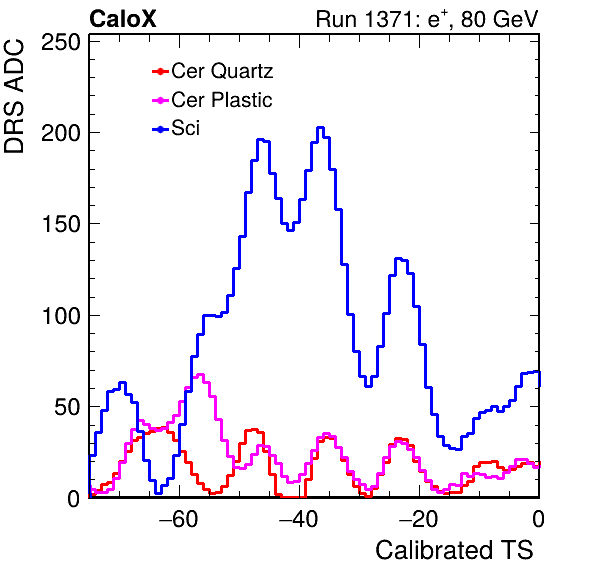 CaloX Run 1371: e⁺, 80 GeV
DRS ADC
250
200
150
100
50
0
Cer Quartz
Cer Plastic
Sci
−60 −40 −20 0
Calibrated TS